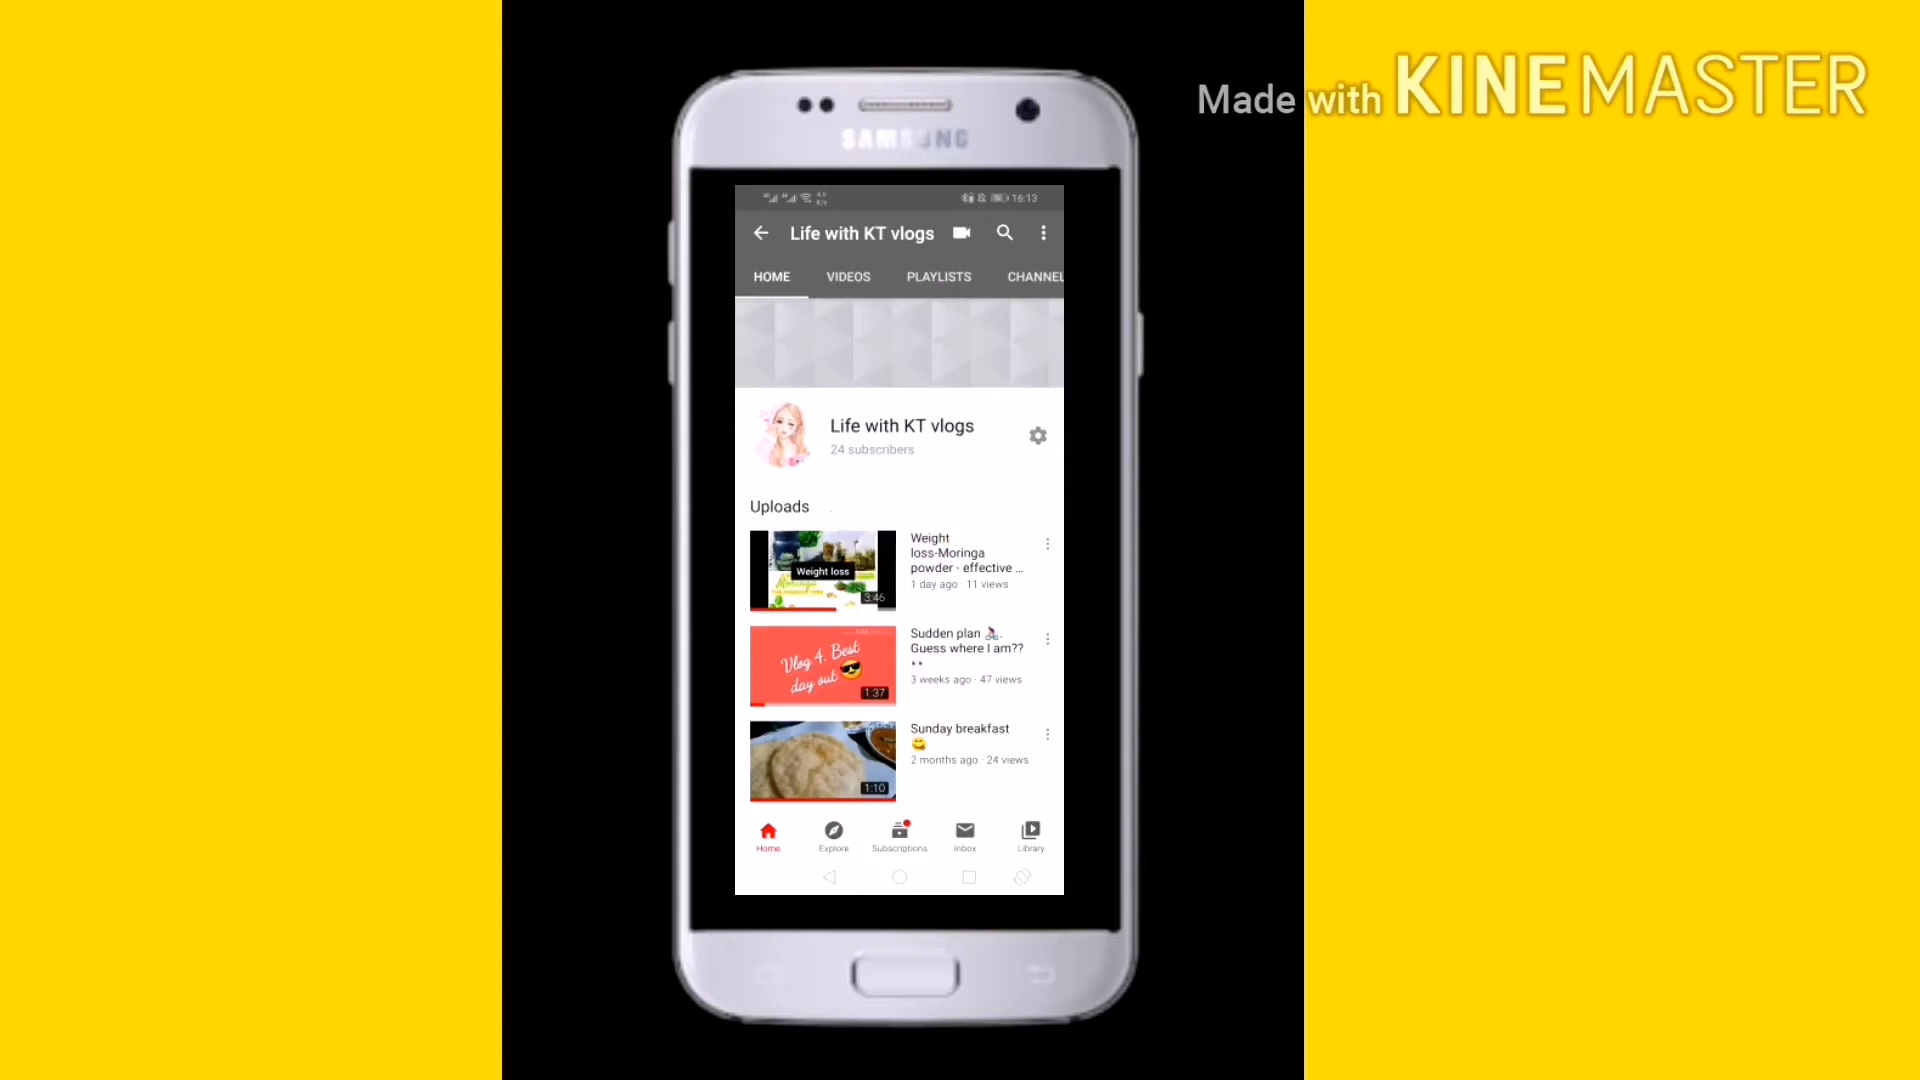 Made with KINEMASTER
SAMSUNG
16:13
Life with KT vlogs
HOME VIDEOS PLAYLISTS CHANNEL
Life with KT vlogs
24 subscribers
Uploads
Weight loss
3:46
Weight
loss-Moringa
powder - effective ...
1 day ago · 11 views
Vlog 4. Best
day out 😎
1:37
Sudden plan 🚴🏻‍♀️.
Guess where I am??
👀
3 weeks ago · 47 views
1:10
Sunday breakfast
😋
2 months ago · 24 views
Home Explore Subscriptions Inbox Library